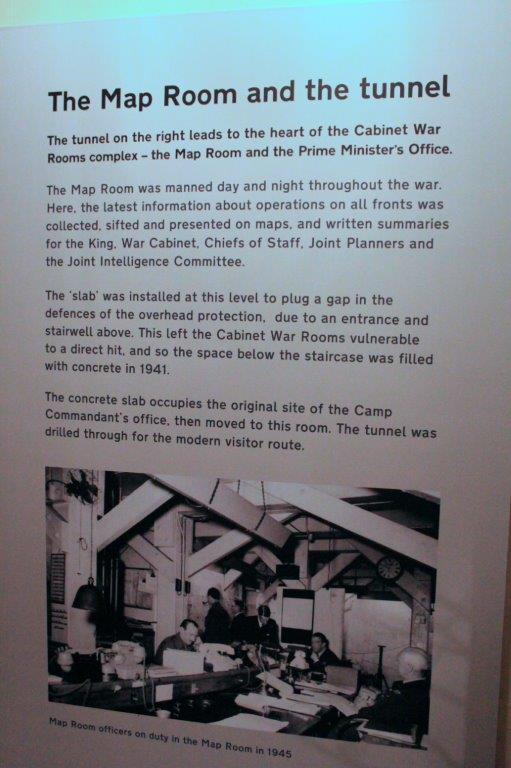 The Map Room and the tunnel
The tunnel on the right leads to the heart of the Cabinet War
Rooms complex – the Map Room and the Prime Minister's Office.
The Map Room was manned day and night throughout the war.
Here, the latest information about operations on all fronts was
collected, sifted and presented on maps, and written summaries
for the King, War Cabinet, Chiefs of Staff, Joint Planners and
the Joint Intelligence Committee.
The 'slab' was installed at this level to plug a gap in the
defences of the overhead protection, due to an entrance and
stairwell above. This left the Cabinet War Rooms vulnerable
to a direct hit, and so the space below the staircase was filled
with concrete in 1941.
The concrete slab occupies the original site of the Camp
Commandant's office, then moved to this room. The tunnel was
drilled through for the modern visitor route.
Map Room officers on duty in the Map Room in 1945